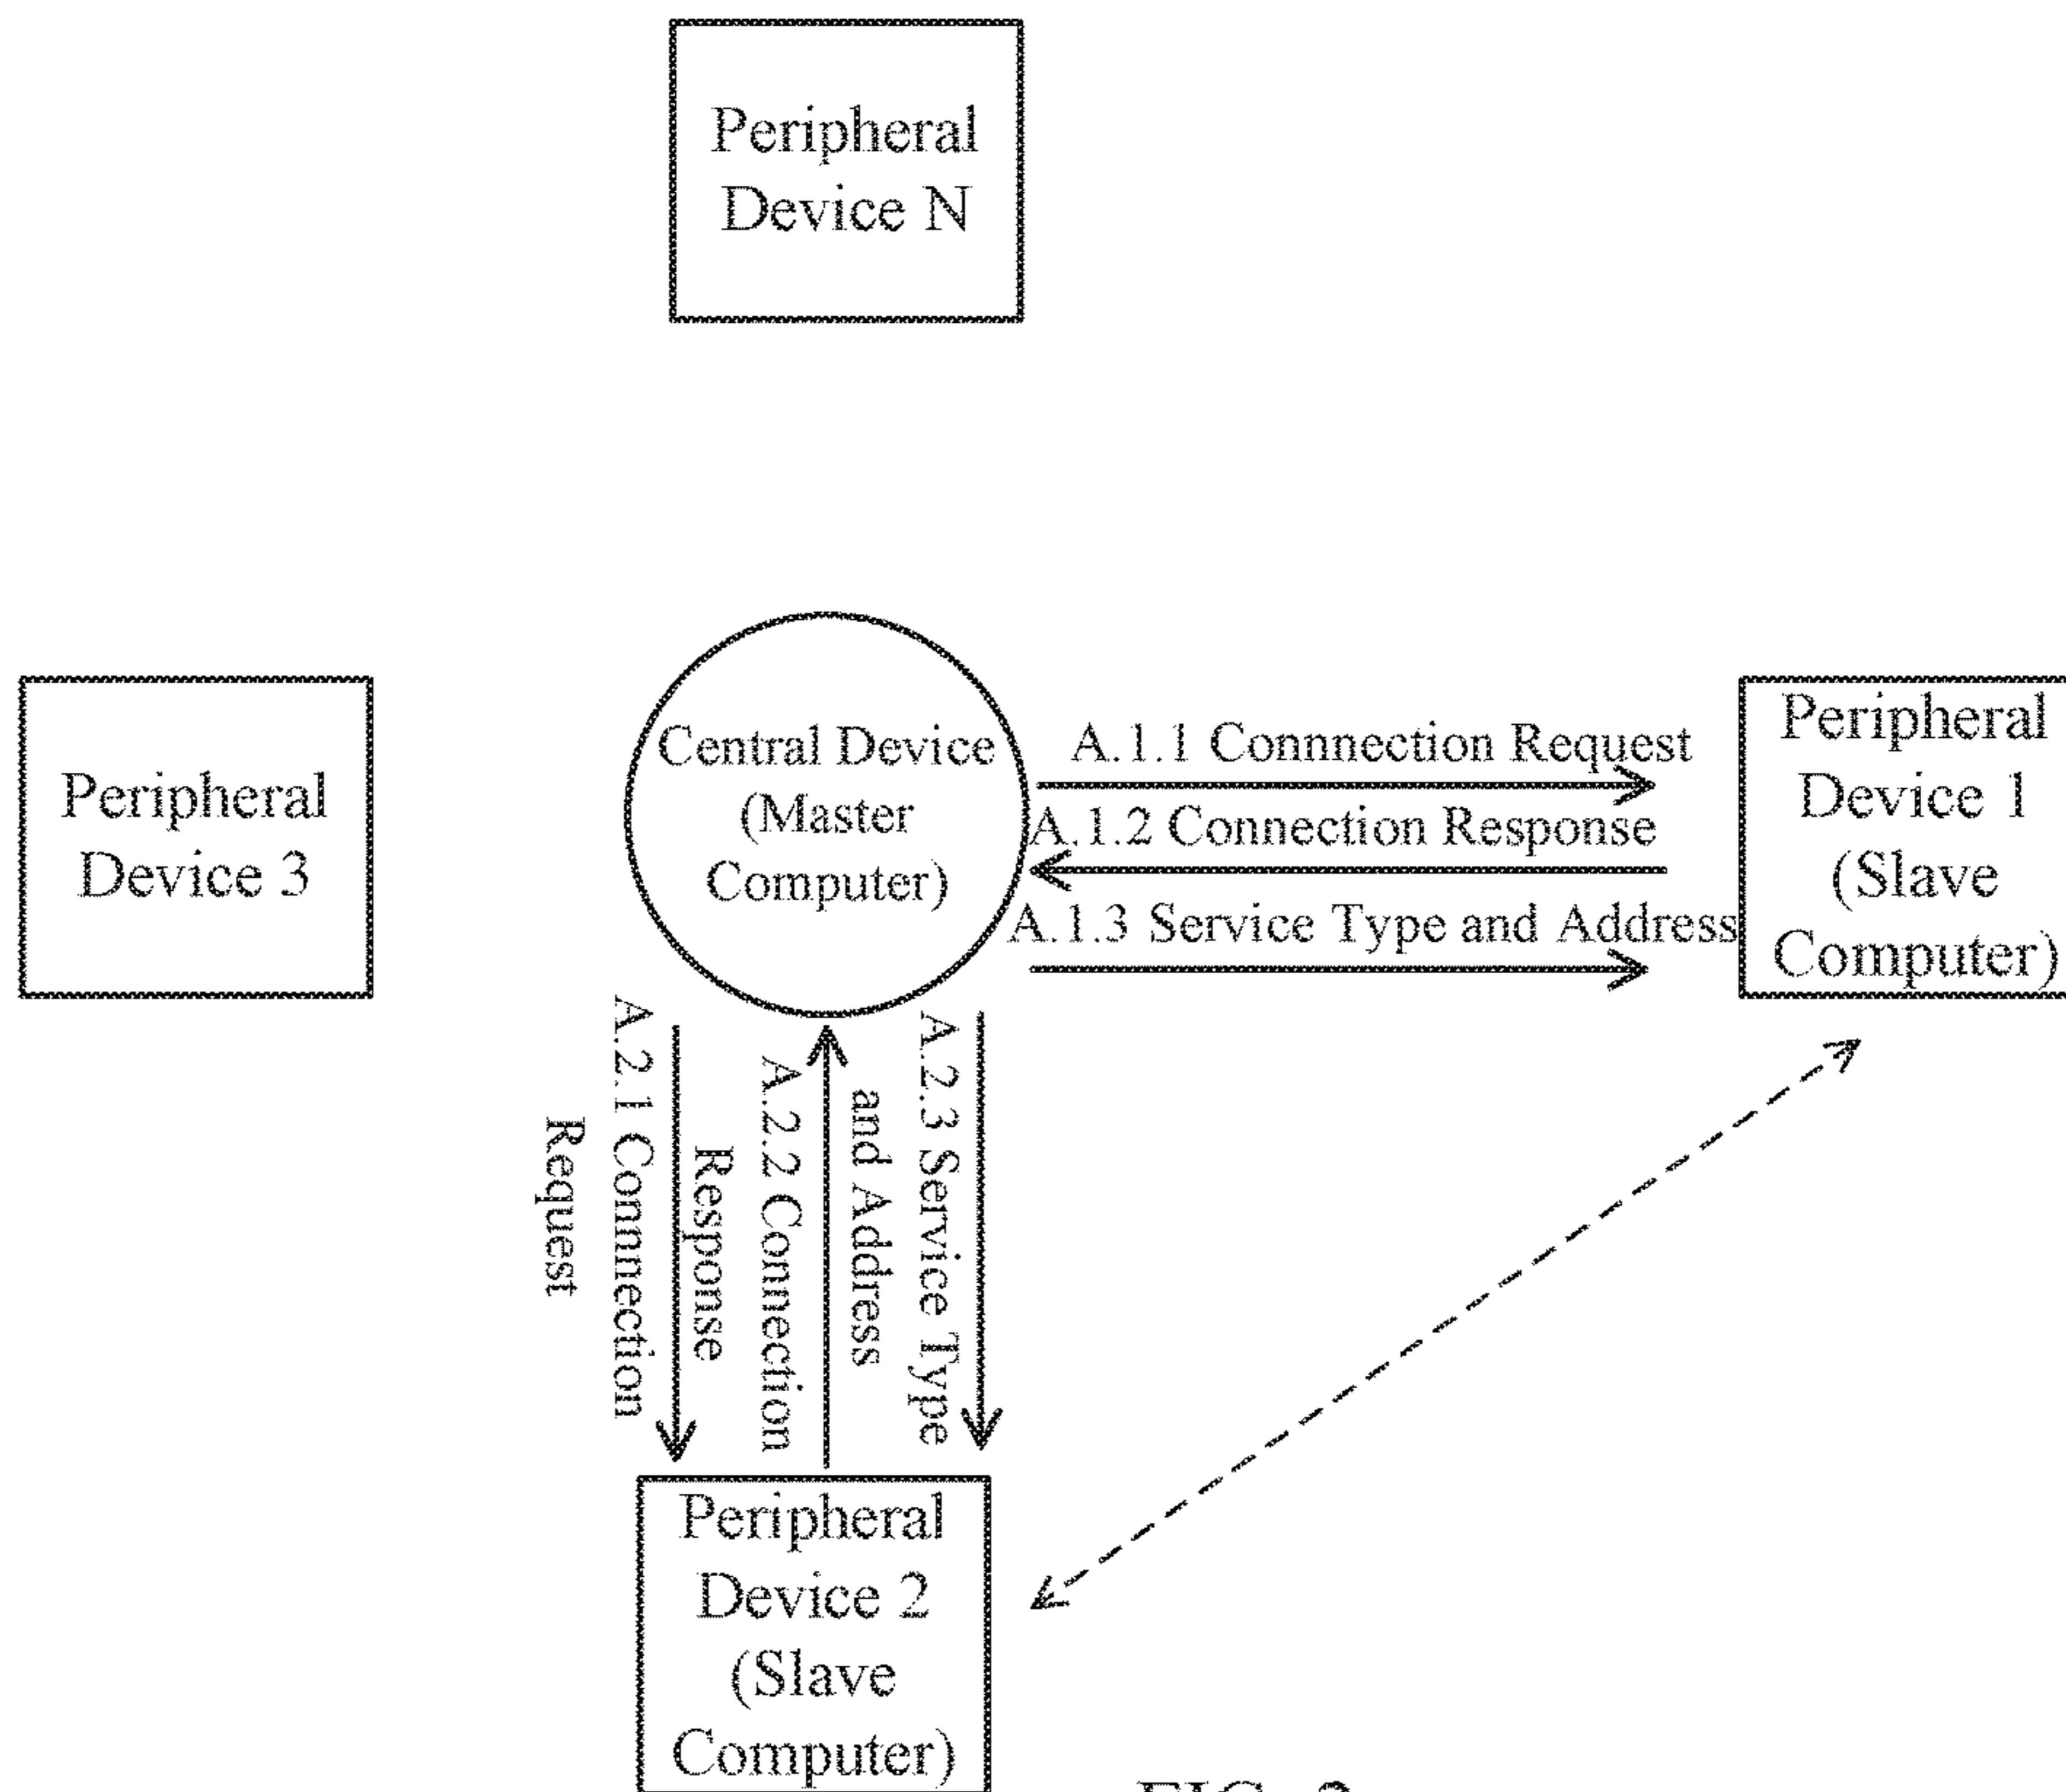 Peripheral
Device N
Peripheral
Device 3
Central Device
(Master
Computer)
A.1.1 Connnection Request
A.1.2 Connection Response
A.1.3 Service Type and Address
Peripheral
Device 1
(Slave
Computer)
A.2.1 Connnection
Request
A.2.2 Connection
Response
A.2.3 Service Type
and Address
Peripheral
Device 2
(Slave
Computer)
FIG.